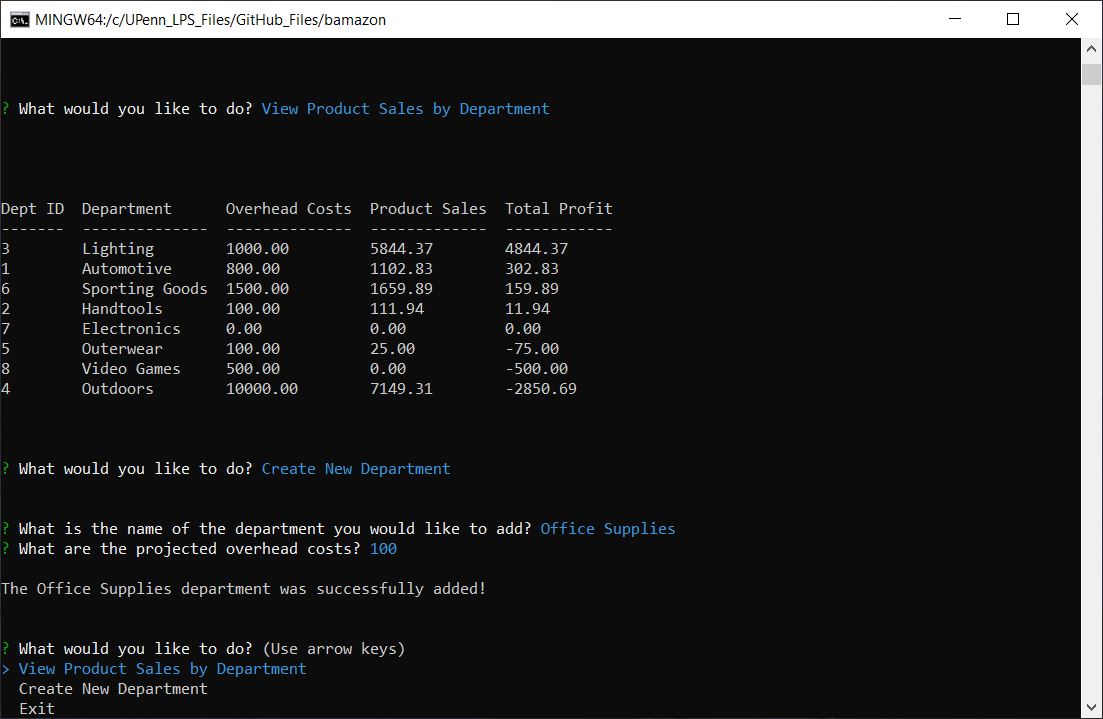 MINGW64:/c/UPenn_LPS_Files/GitHub_Files/bamazon
? What would you like to do? View Product Sales by Department
Dept ID  Department      Overhead Costs  Product Sales  Total Profit
-------  --------------  --------------  -------------  ------------
3        Lighting        1000.00         5844.37        4844.37
1        Automotive      800.00          1102.83        302.83
6        Sporting Goods  1500.00         1659.89        159.89
2        Handtools       100.00          111.94         11.94
7        Electronics     0.00            0.00           0.00
5        Outerwear       100.00          25.00          -75.00
8        Video Games     500.00          0.00           -500.00
4        Outdoors        10000.00        7149.31        -2850.69
? What would you like to do? Create New Department
? What is the name of the department you would like to add? Office Supplies
? What are the projected overhead costs? 100
The Office Supplies department was successfully added!
? What would you like to do? (Use arrow keys)
> View Product Sales by Department
  Create New Department
  Exit